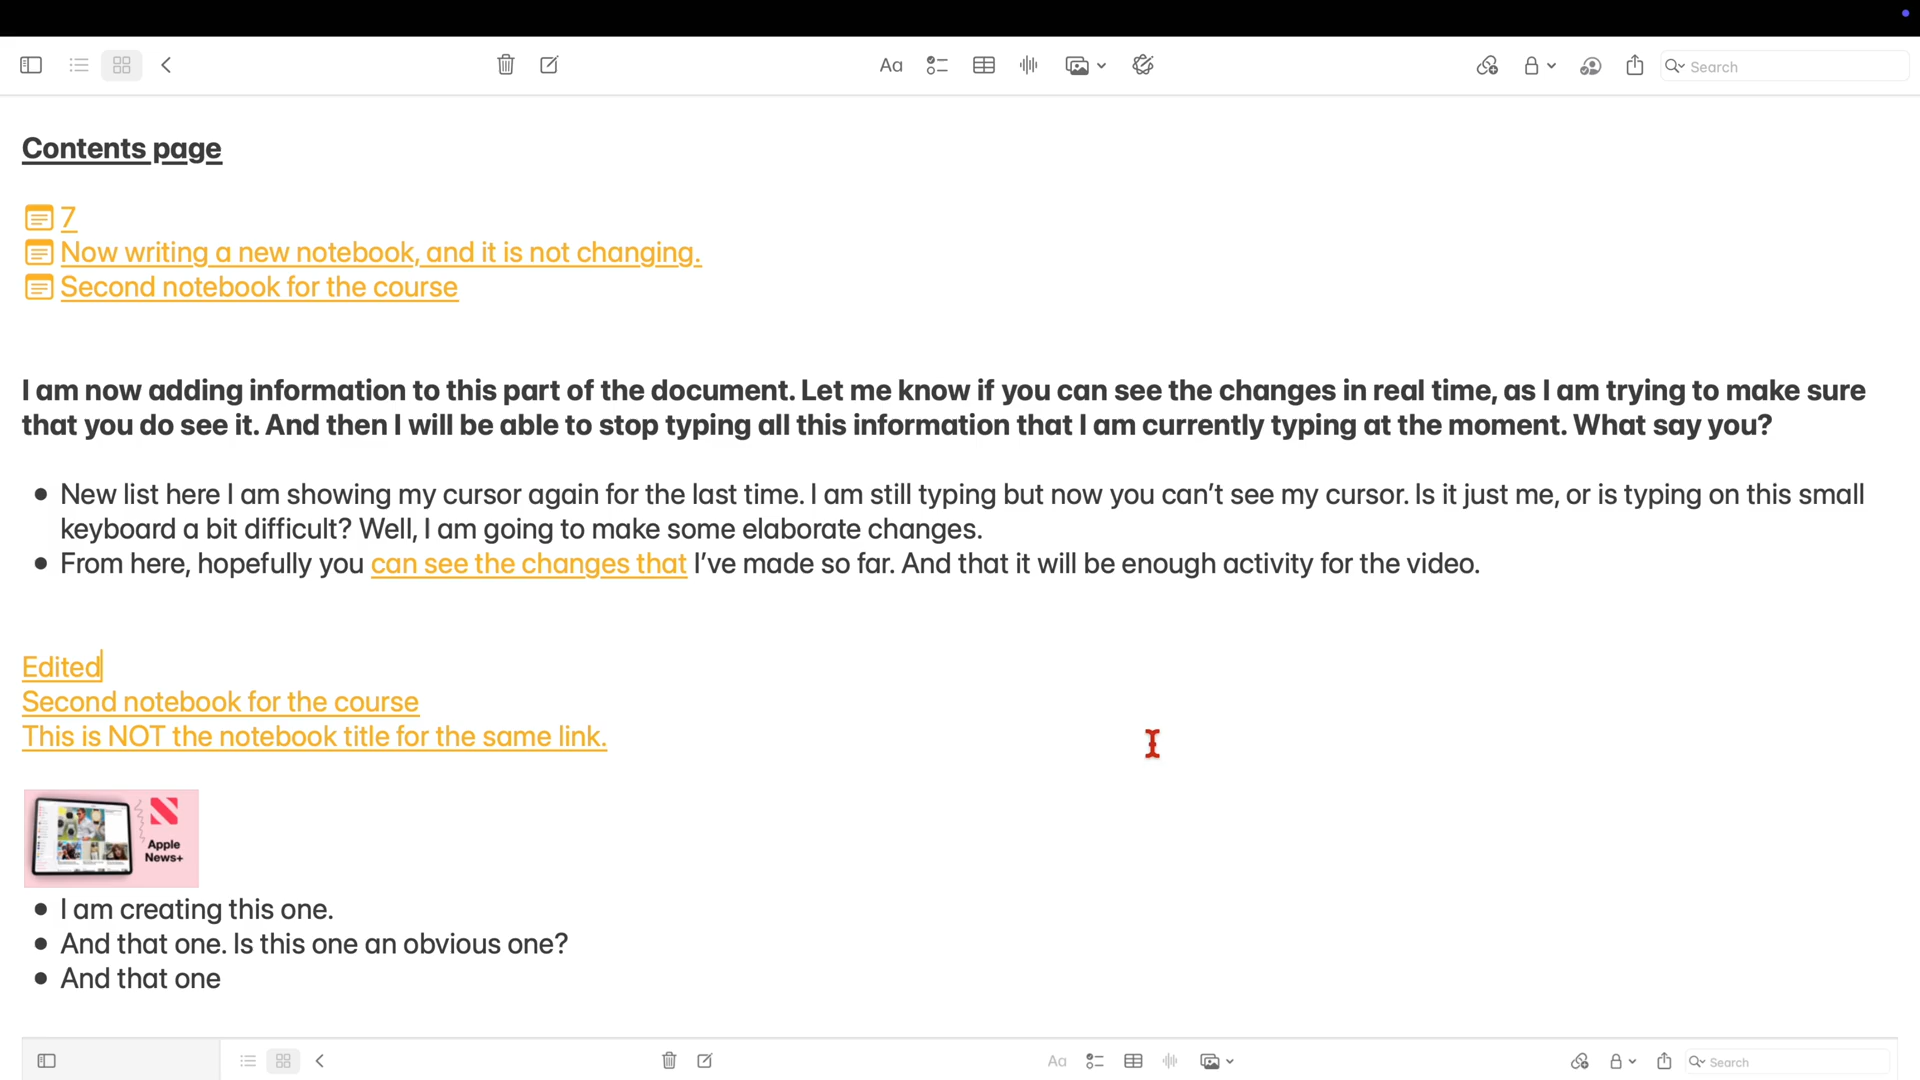 Aa
Search
Contents page
7
Now writing a new notebook, and it is not changing.
Second notebook for the course
I am now adding information to this part of the document. Let me know if you can see the changes in real time, as I am trying to make sure
that you do see it. And then I will be able to stop typing all this information that I am currently typing at the moment. What say you?
New list here I am showing my cursor again for the last time. I am still typing but now you can’t see my cursor. Is it just me, or is typing on this small
keyboard a bit difficult? Well, I am going to make some elaborate changes.
From here, hopefully you can see the changes that I’ve made so far. And that it will be enough activity for the video.
Edited
Second notebook for the course
This is NOT the notebook title for the same link.
Apple
News+
I am creating this one.
And that one. Is this one an obvious one?
And that one
Aa
Search